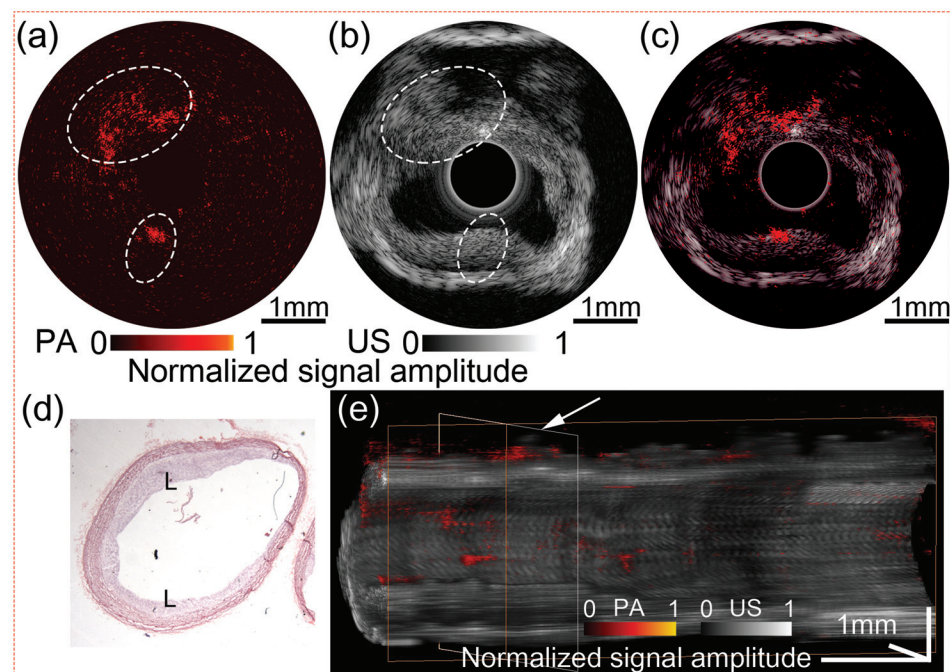 (a)
(b)
(c)
1mm
1mm
1mm
PA 0 1 US 0 1
Normalized signal amplitude
(d)
(e)
L
L
0 PA 1 0 US 1
1mm
Normalized signal amplitude